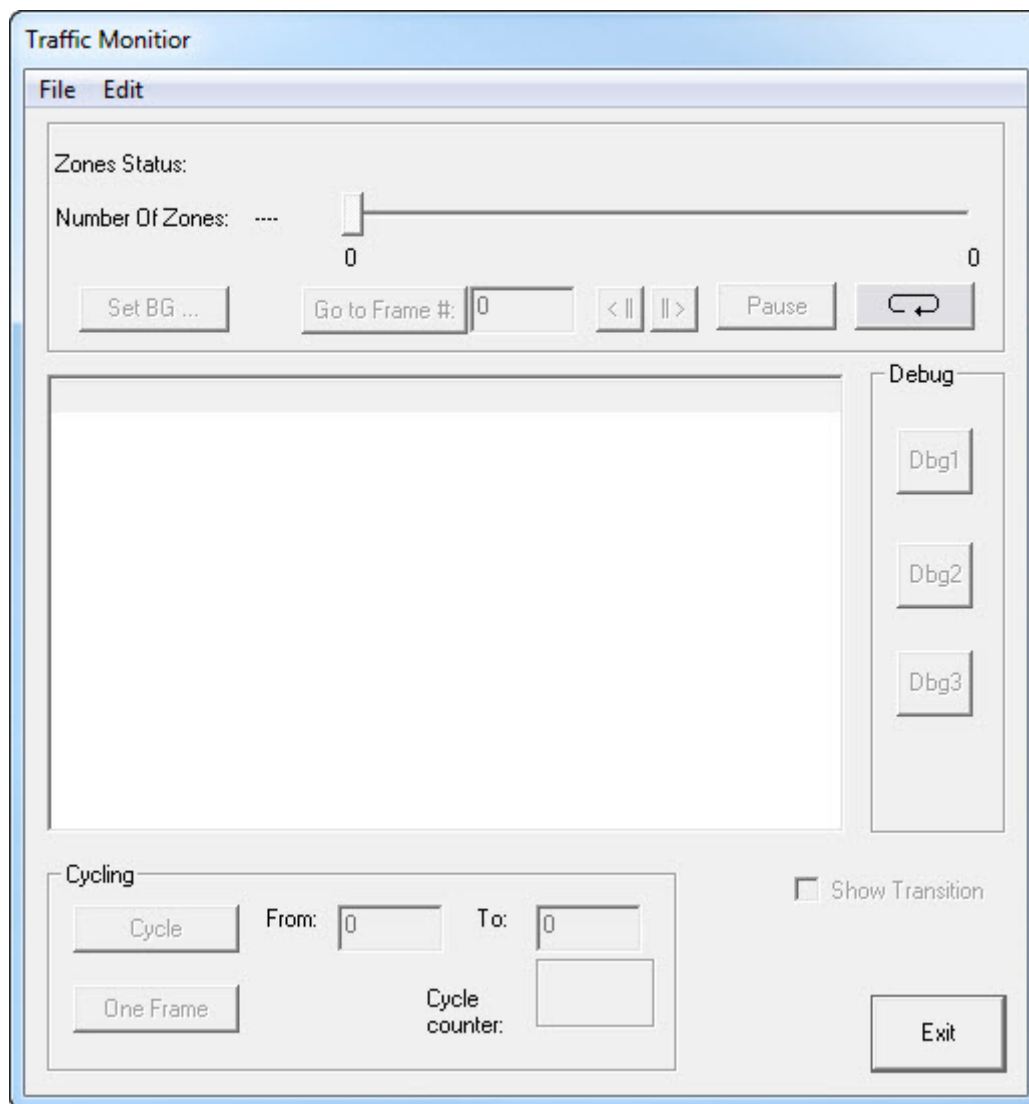 Traffic Monitior
File Edit
Zones Status:
Number Of Zones: ----
0 0
Set BG ... Go to Frame #: 0 < || || > Pause
Debug
Dbg1
Dbg2
Dbg3
Cycling
Show Transition
Cycle From: 0 To: 0
One Frame Cycle
counter:
Exit